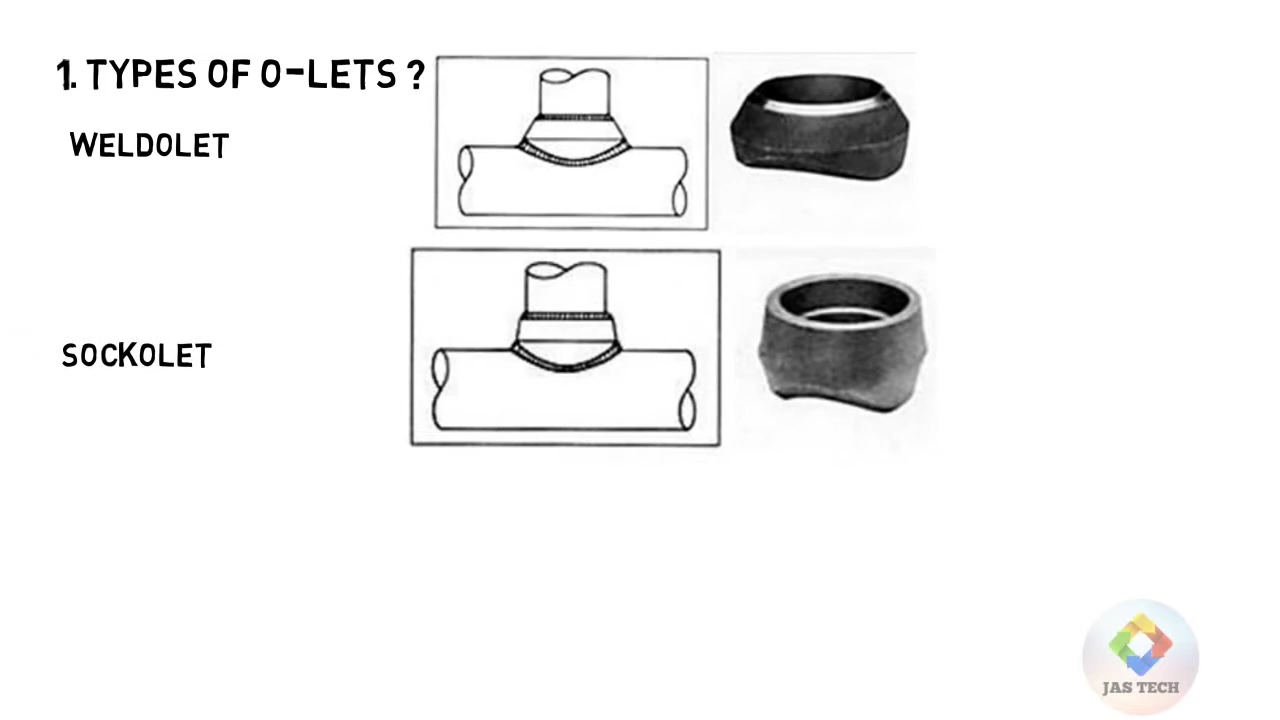 1. TYPES OF O-LETS ?
WELDOLET
SOCKOLET
JAS TECH